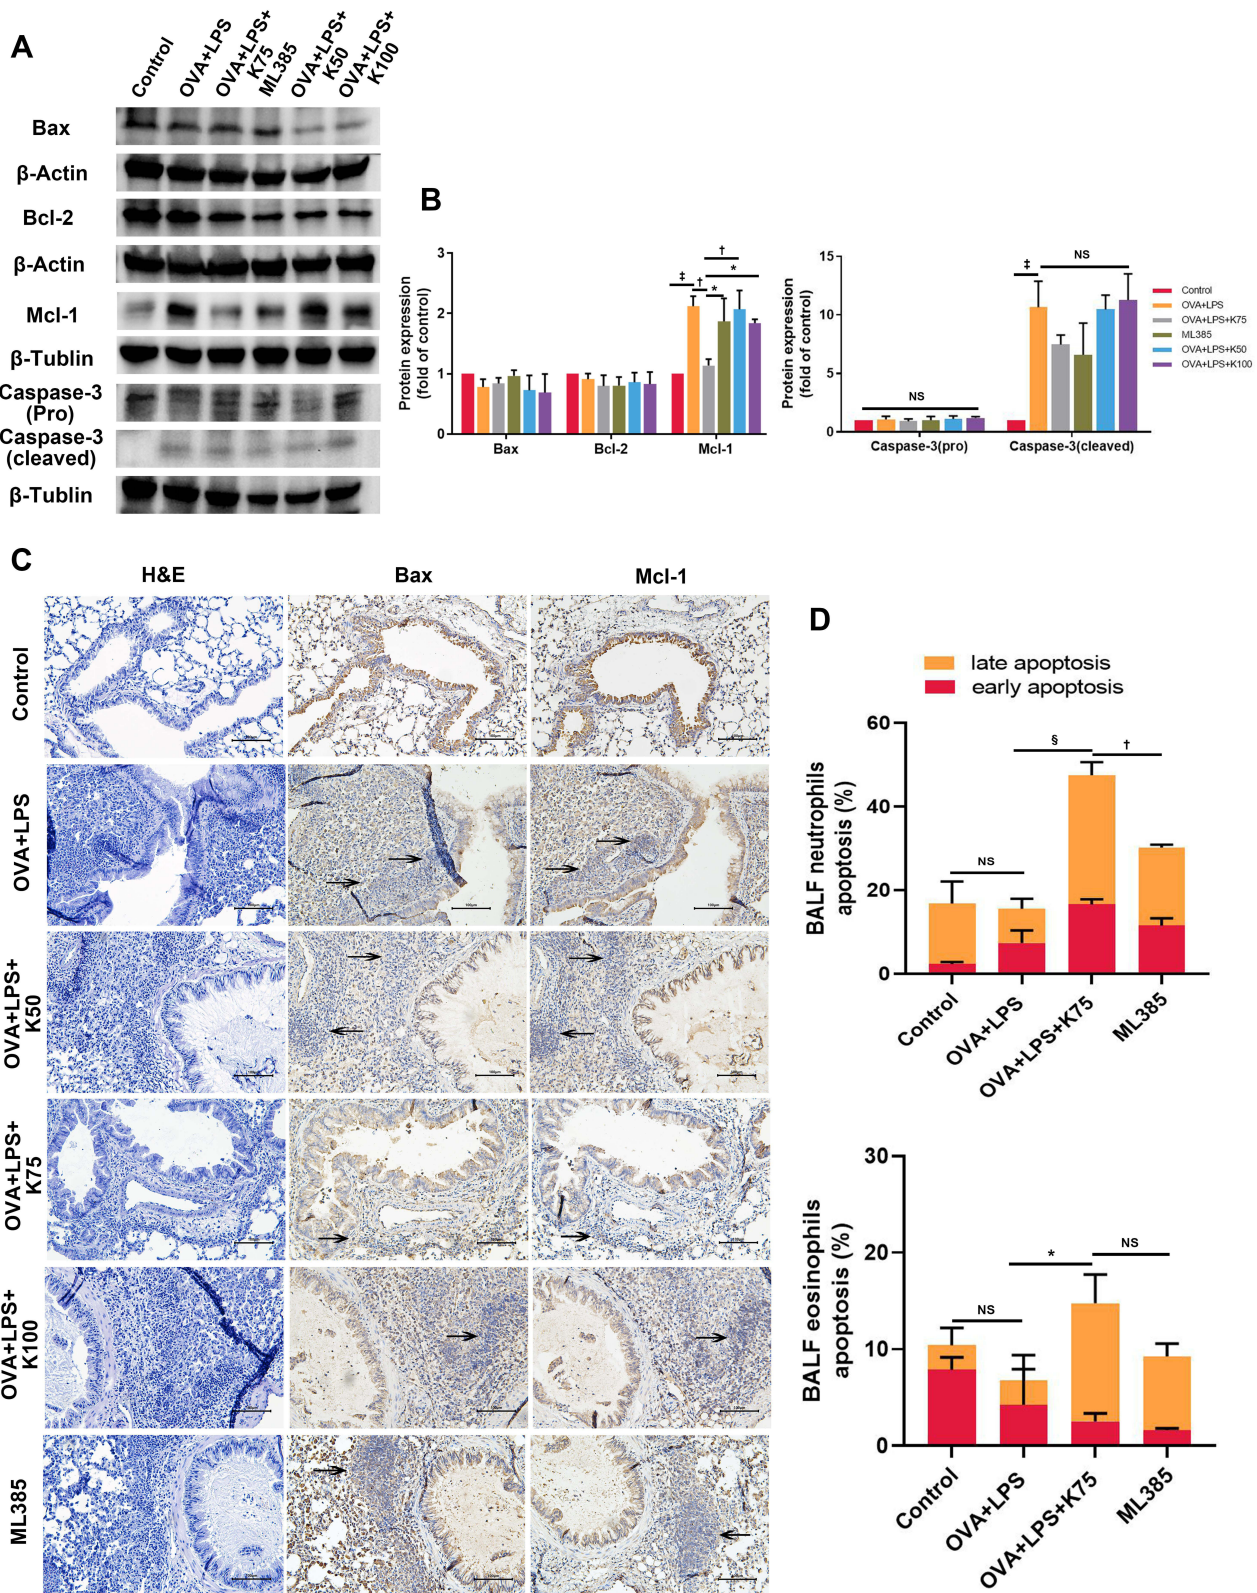 A
Control
OVA+LPS
OVA+LPS+
K75
ML385
OVA+LPS+
K50
OVA+LPS+
K100
Bax
β-Actin
Bcl-2
β-Actin
Mcl-1
β-Tublin
Caspase-3
(Pro)
Caspase-3
(cleaved)
β-Tublin
B
Protein expression
(fold of control)
3
2
1
0
‡
†
*
†
*
Bax
Bcl-2
Mcl-1
Protein expression
(fold of control)
15
10
5
0
NS
‡
NS
Caspase-3(pro)
Caspase-3(cleaved)
Control
OVA+LPS
OVA+LPS+K75
ML385
OVA+LPS+K50
OVA+LPS+K100
C
H&E
Bax
Mcl-1
Control
OVA+LPS
OVA+LPS+
K50
OVA+LPS+
K75
OVA+LPS+
K100
ML385
D
late apoptosis
early apoptosis
BALF neutrophils
apoptosis (%)
60
40
20
0
NS
§
†
Control
OVA+LPS
OVA+LPS+K75
ML385
BALF eosinophils
apoptosis (%)
30
20
10
0
NS
*
NS
Control
OVA+LPS
OVA+LPS+K75
ML385